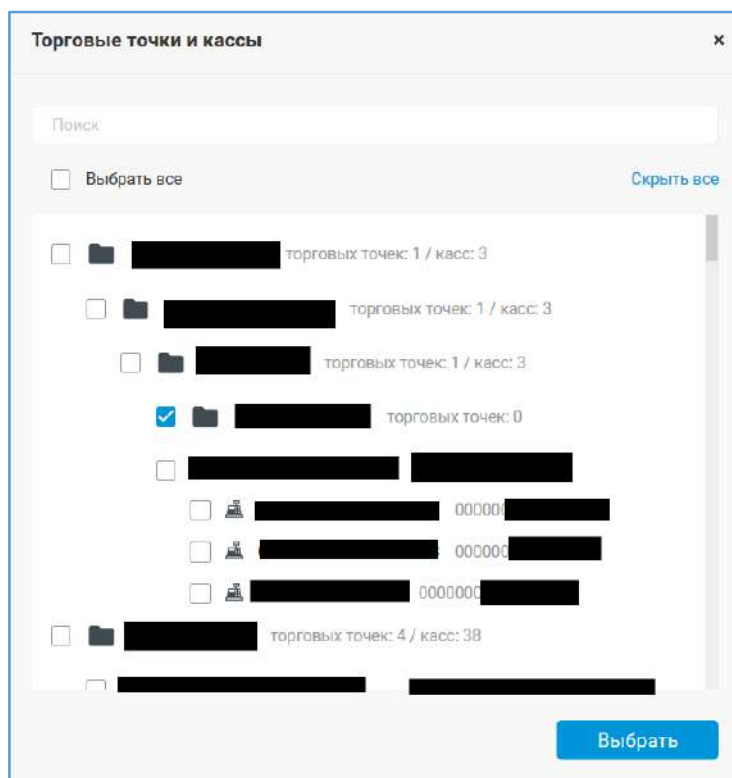 Торговые точки и кассы ×
Поиск
Выбрать все Скрыть все
торговых точек: 1 / касс: 3
торговых точек: 1 / касс: 3
торговых точек: 1 / касс: 3
торговых точек: 0
000000
000000
0000000
торговых точек: 4 / касс: 38
Выбрать